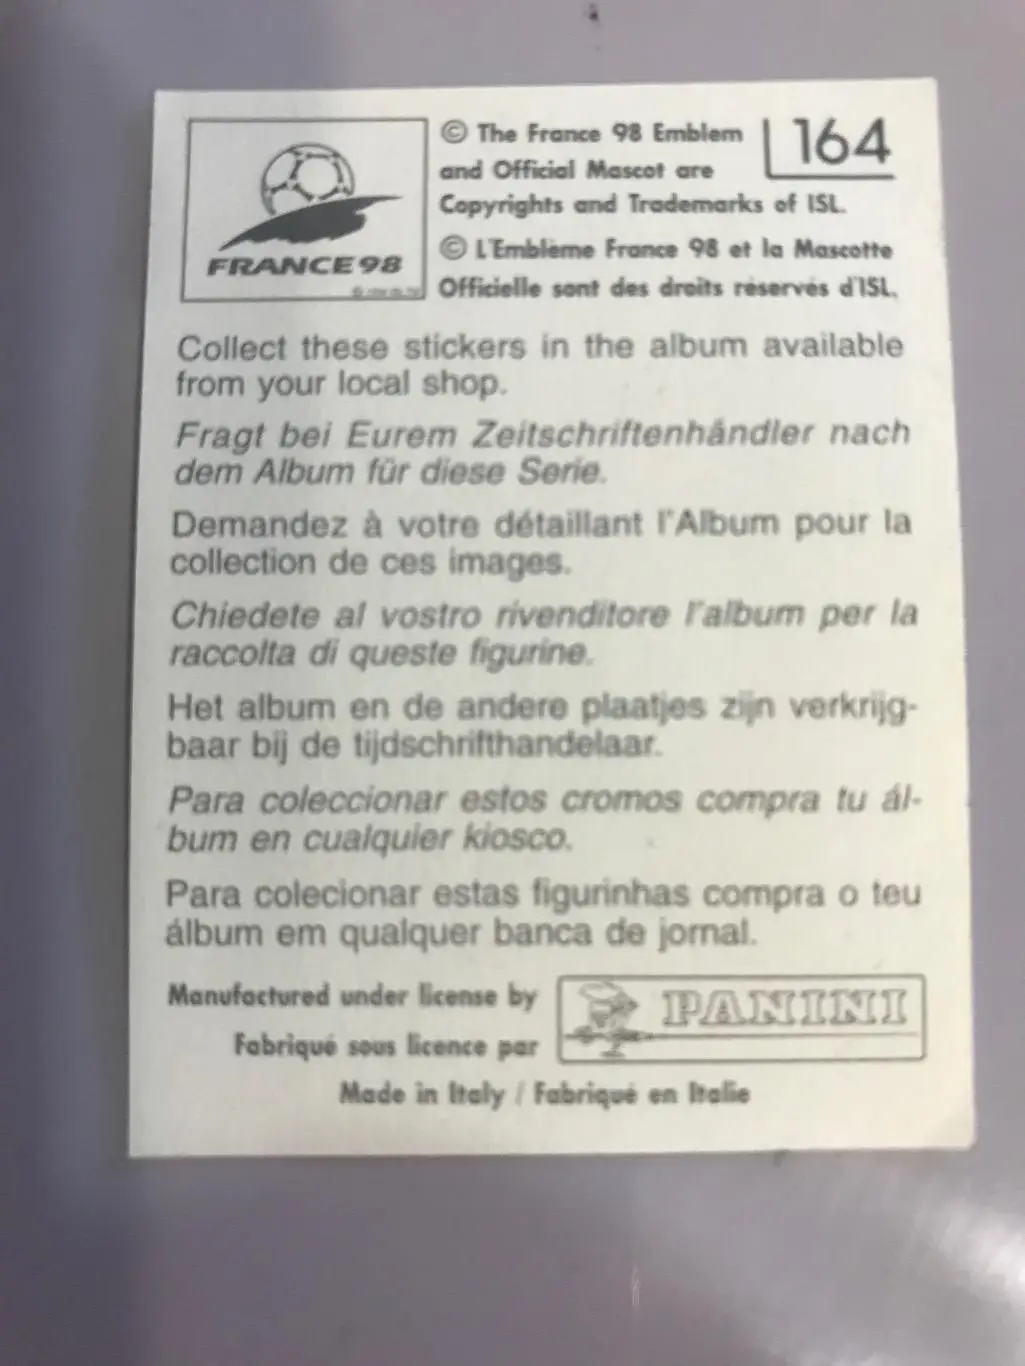 © The France 98 Emblem
and Official Mascot are
Copyrights and Trademarks of ISL.
164
© L'Emblème France 98 et la Mascotte
Officielle sont des droits réservés d'ISL.
FRANCE 98
Collect these stickers in the album available
from your local shop.
Fragt bei Eurem Zeitschriftenhändler nach
dem Album für diese Serie.
Demandez à votre détaillant l'Album pour la
collection de ces images.
Chiedete al vostro rivenditore l'album per la
raccolta di queste figurine.
Het album en de andere plaatjes zijn verkrijg-
baar bij de tijdschrifthandelaar.
Para coleccionar estos cromos compra tu ál-
bum en cualquier kiosco.
Para colecionar estas figurinhas compra o teu
álbum em qualquer banca de jornal.
Manufactured under license by
Fabriqué sous licence par
PANINI
Made in Italy / Fabriqué en Italie